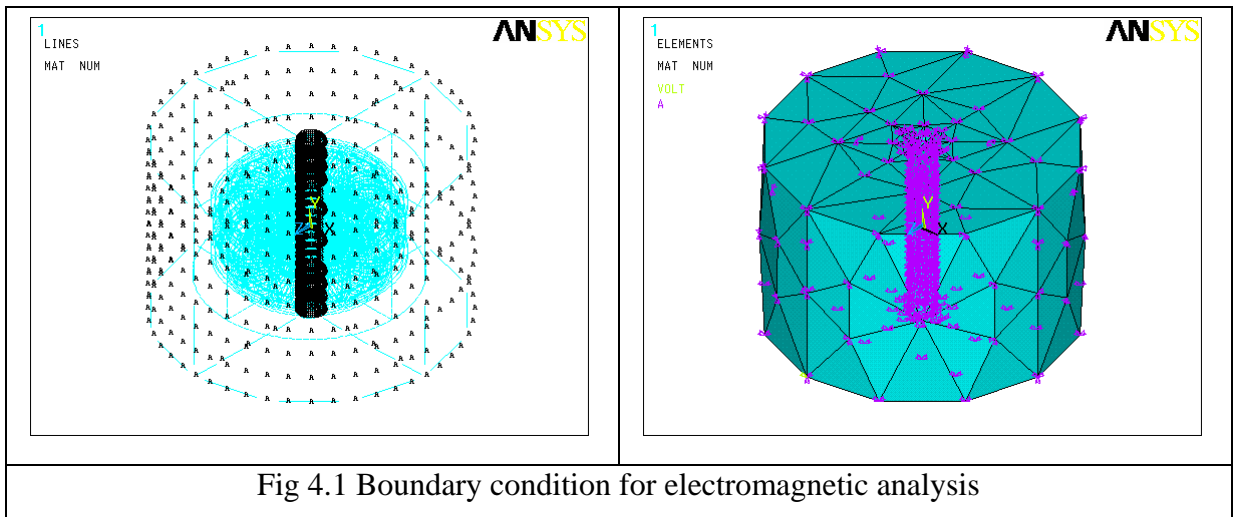 1
LINES
MAT NUM
ANSYS
Y
Z
X
1
ELEMENTS
MAT NUM
VOLT
A
ANSYS
Y
X
Fig 4.1 Boundary condition for electromagnetic analysis